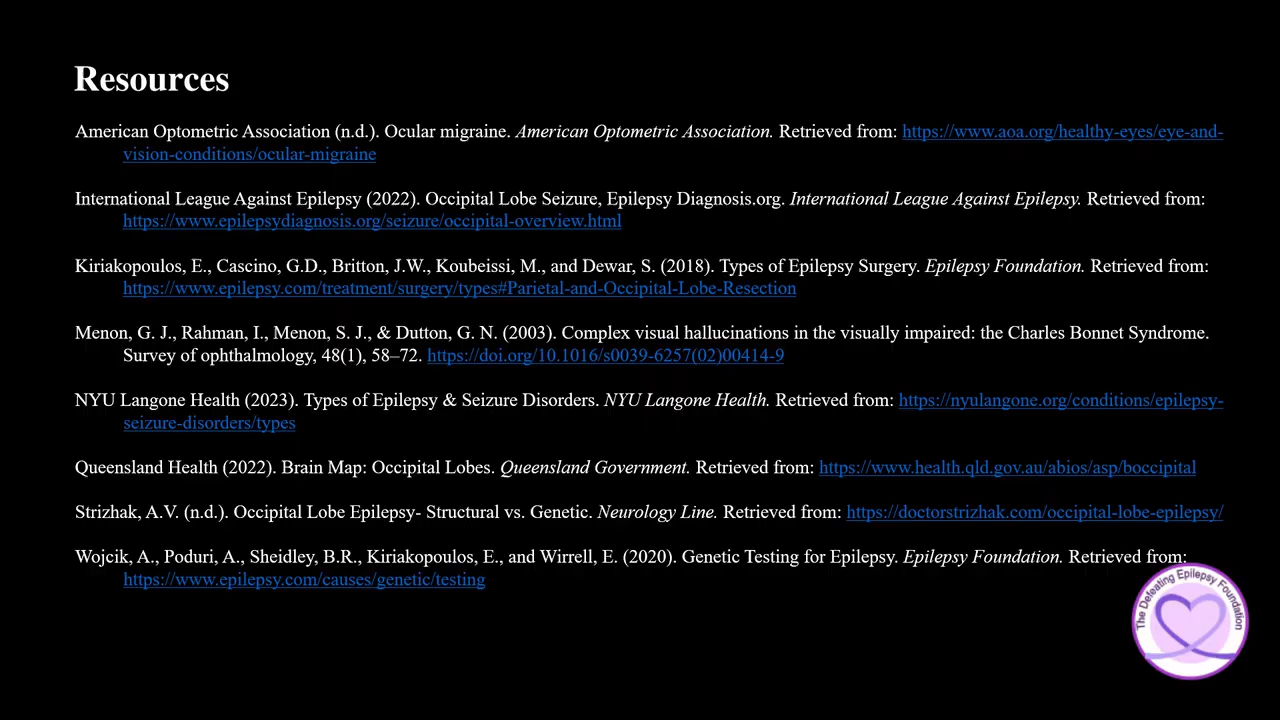 Resources
American Optometric Association (n.d.). Ocular migraine. American Optometric Association. Retrieved from: https://www.aoa.org/healthy-eyes/eye-and-
vision-conditions/ocular-migraine
International League Against Epilepsy (2022). Occipital Lobe Seizure, Epilepsy Diagnosis.org. International League Against Epilepsy. Retrieved from:
https://www.epilepsydiagnosis.org/seizure/occipital-overview.html
Kiriakopoulos, E., Cascino, G.D., Britton, J.W., Koubeissi, M., and Dewar, S. (2018). Types of Epilepsy Surgery. Epilepsy Foundation. Retrieved from:
https://www.epilepsy.com/treatment/surgery/types#Parietal-and-Occipital-Lobe-Resection
Menon, G. J., Rahman, I., Menon, S. J., & Dutton, G. N. (2003). Complex visual hallucinations in the visually impaired: the Charles Bonnet Syndrome.
Survey of ophthalmology, 48(1), 58–72. https://doi.org/10.1016/s0039-6257(02)00414-9
NYU Langone Health (2023). Types of Epilepsy & Seizure Disorders. NYU Langone Health. Retrieved from: https://nyulangone.org/conditions/epilepsy-
seizure-disorders/types
Queensland Health (2022). Brain Map: Occipital Lobes. Queensland Government. Retrieved from: https://www.health.qld.gov.au/abios/asp/boccipital
Strizhak, A.V. (n.d.). Occipital Lobe Epilepsy- Structural vs. Genetic. Neurology Line. Retrieved from: https://doctorstrizhak.com/occipital-lobe-epilepsy/
Wojcik, A., Poduri, A., Sheidley, B.R., Kiriakopoulos, E., and Wirrell, E. (2020). Genetic Testing for Epilepsy. Epilepsy Foundation. Retrieved from:
https://www.epilepsy.com/causes/genetic/testing
The Defeating Epilepsy Foundation